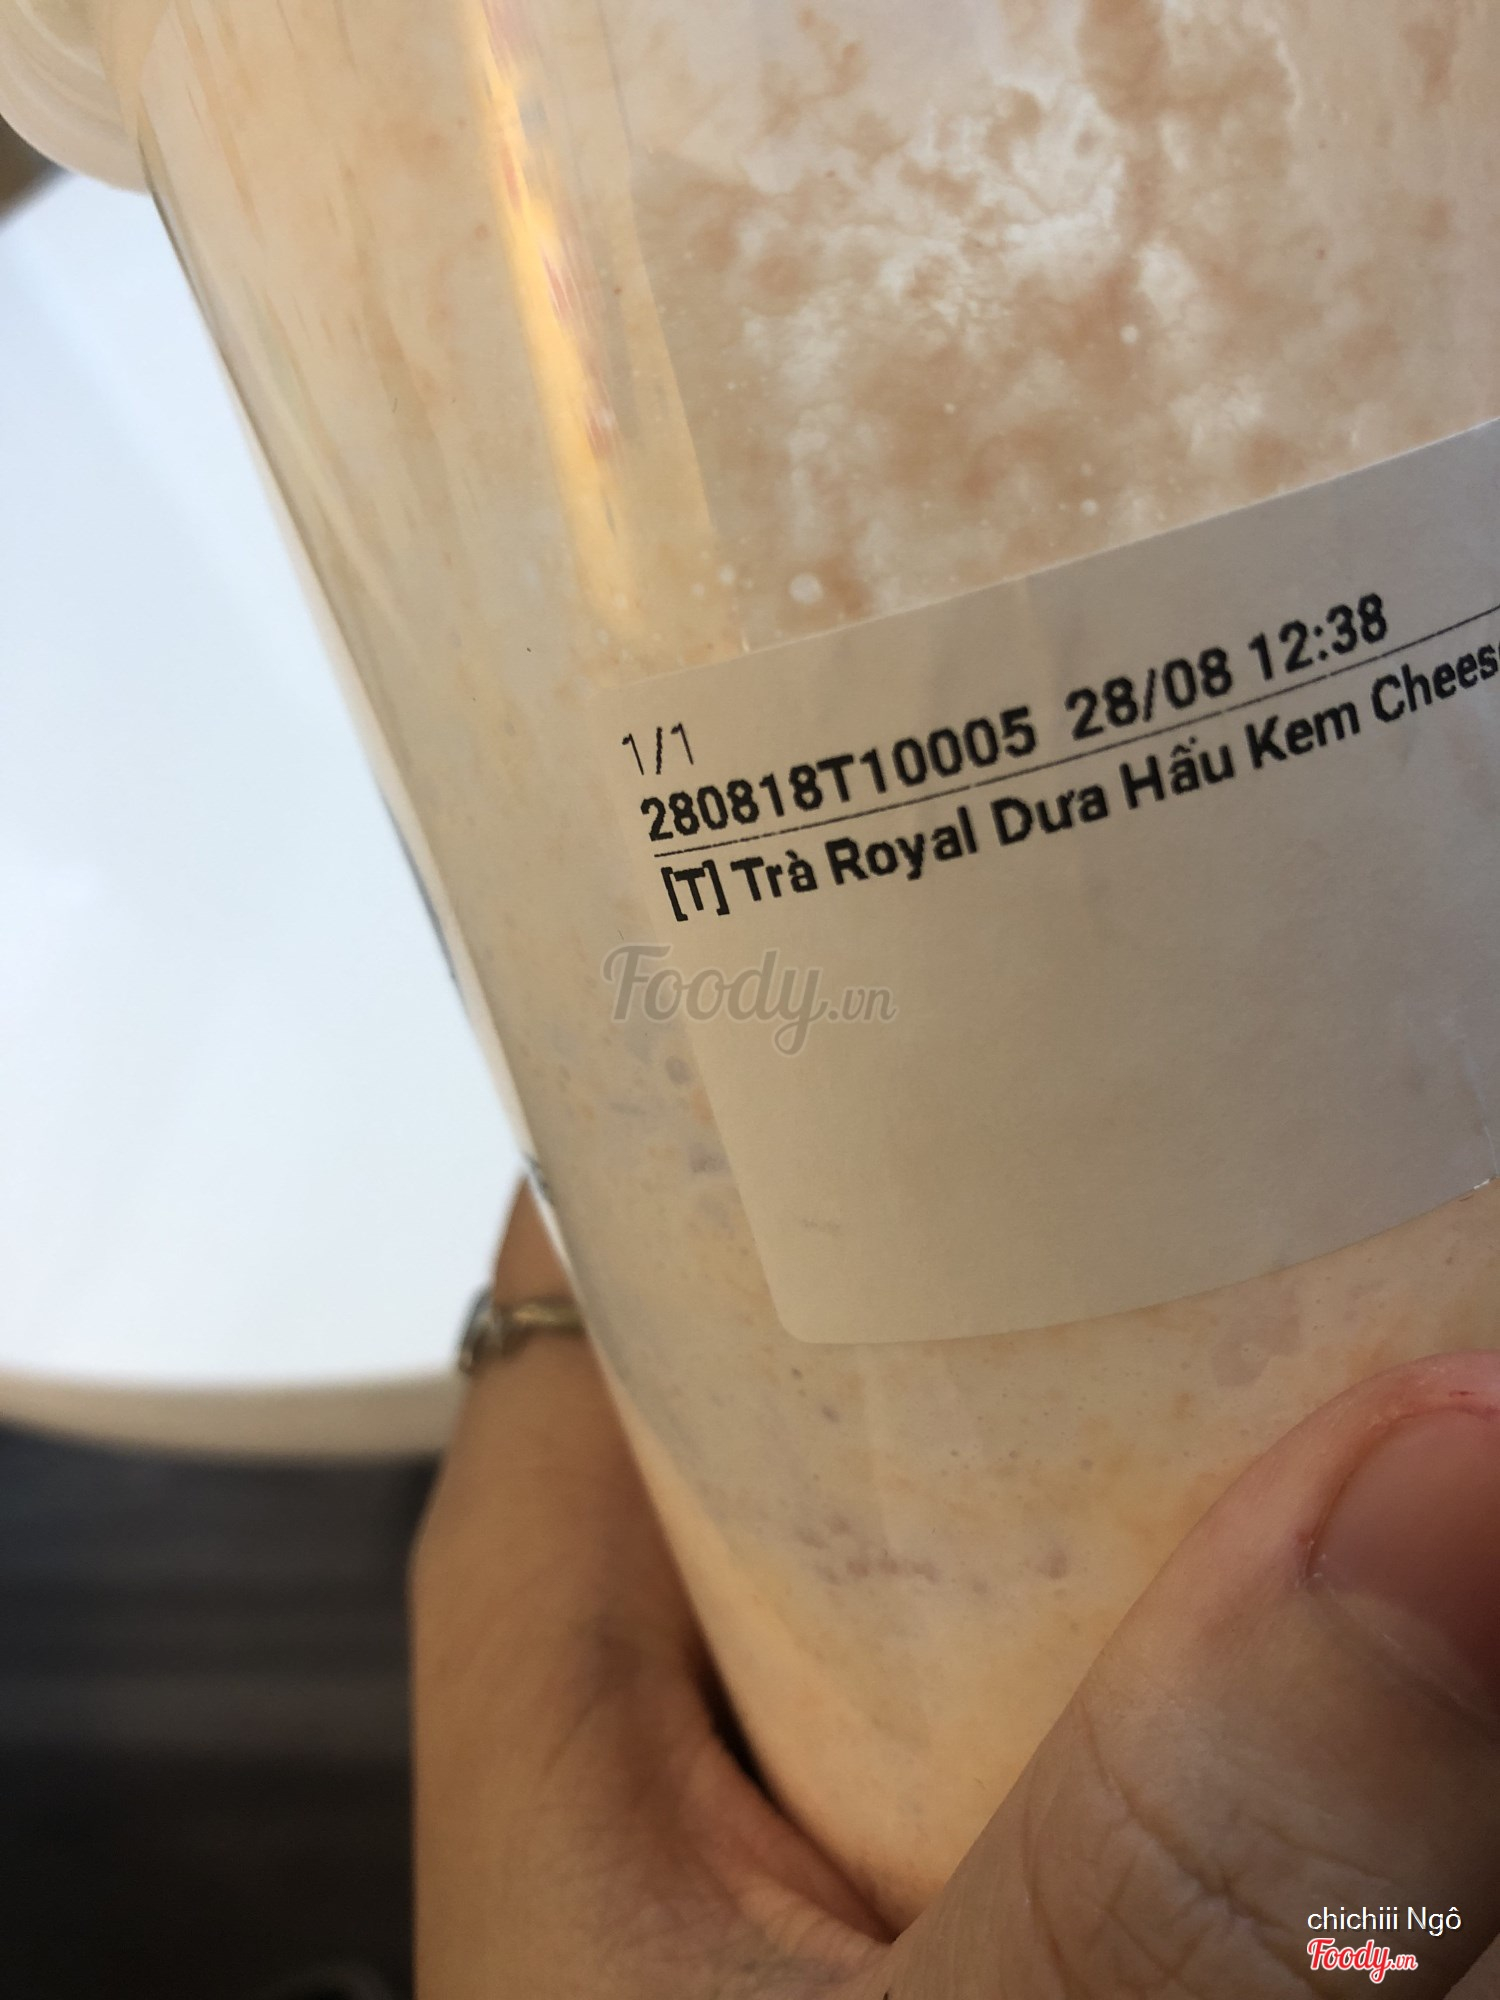 1/1
280818T10005 28/08 12:38
[T] Trà Royal Dưa Hấu Kem Chees
Foody.vn
chichiii Ngô
Foody.vn